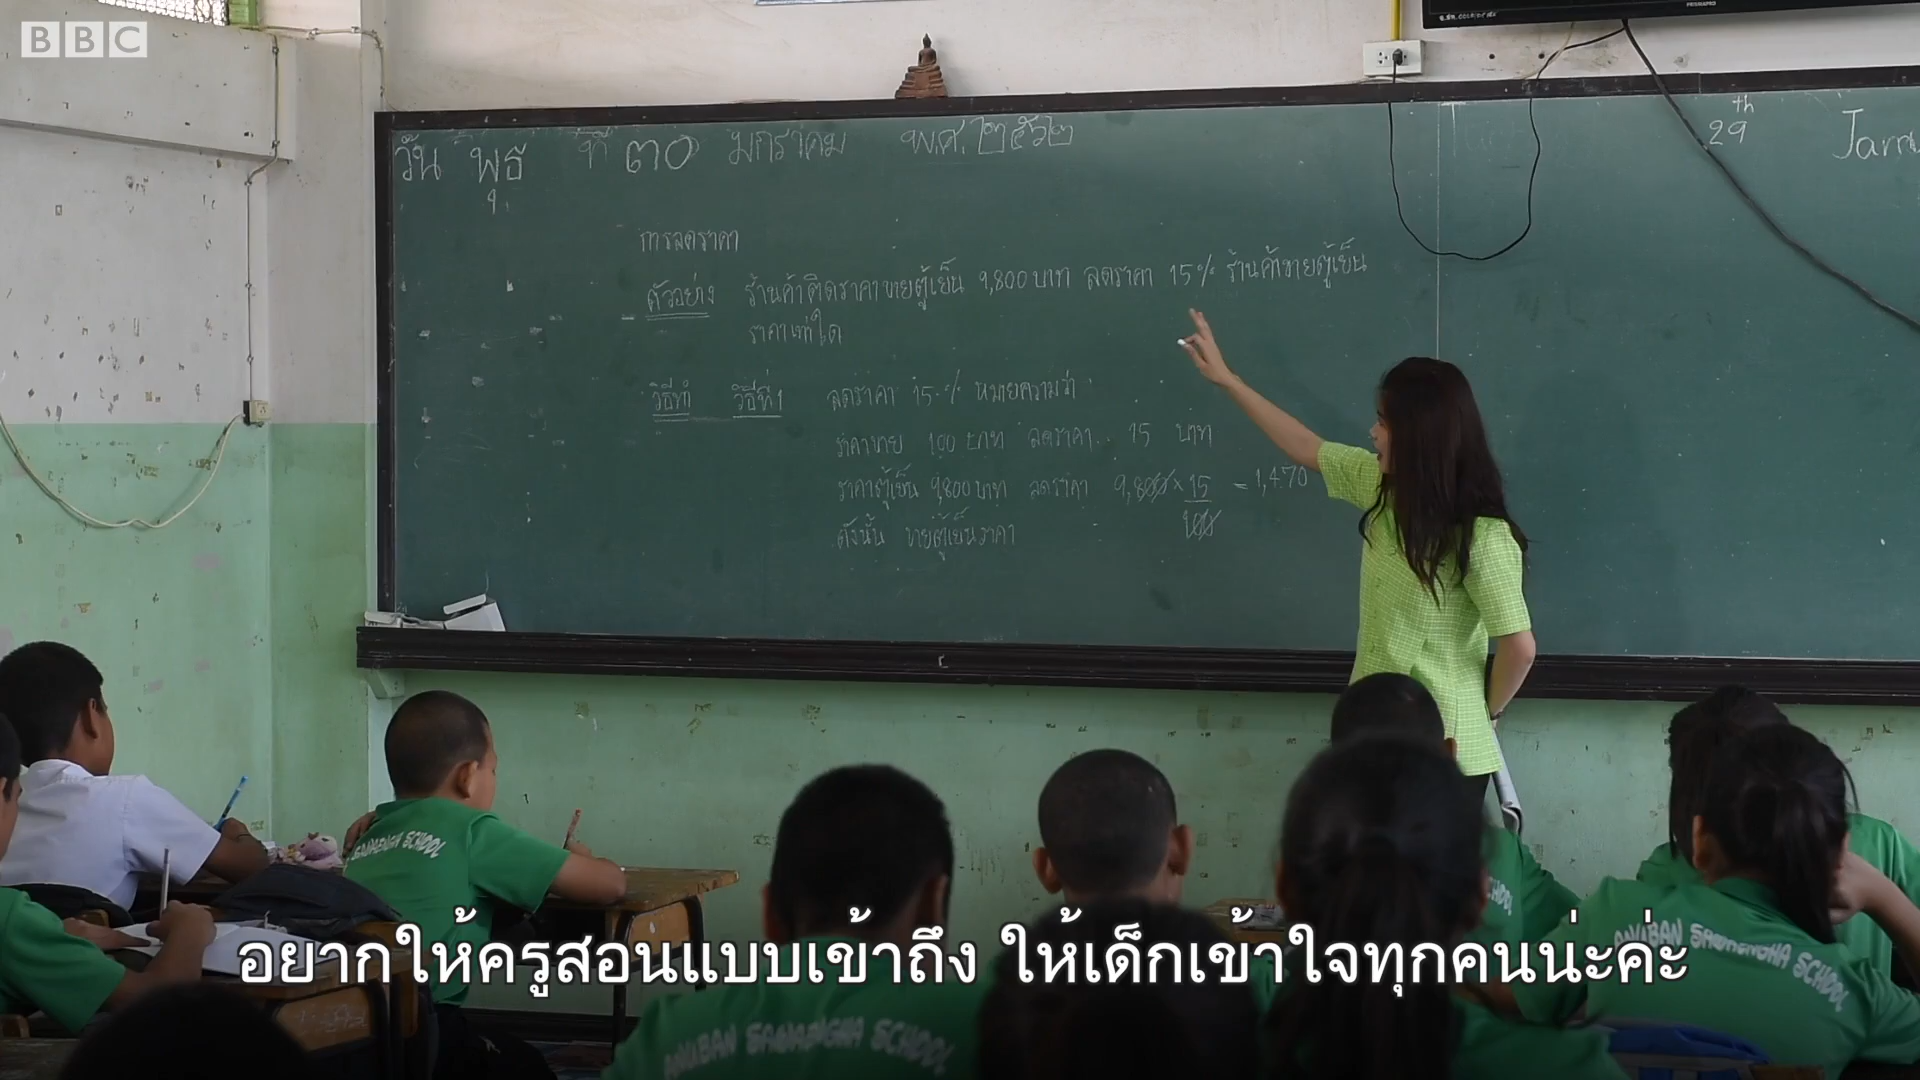 BBC
วัน พุธ ที่ ๓๐ มกราคม พ.ศ. ๒๕๖๒
29th
การลดราคา
ตัวอย่าง ร้านค้าติดราคาขายตู้เย็น 9,800 บาท ลดราคา 15% ร้านค้าขายตู้เย็น
ราคาเท่าใด
วิธีทำ วิธีที่ 1 ลดราคา 15% หมายความว่า
ราคาขาย 100 บาท ลดราคา 15 บาท
ราคาตู้เย็น 9,800 บาท ลดราคา 9,800 × 15 = 1,470
100
ดังนั้น ขายตู้เย็นราคา
SAWANGHA SCHOOL
SCHOOL
ANUBAN SAWANGHA SCHOOL
ANUBAN SAWANGHA SCHOOL
อยากให้ครูสอนแบบเข้าถึง ให้เด็กเข้าใจทุกคนน่ะค่ะ